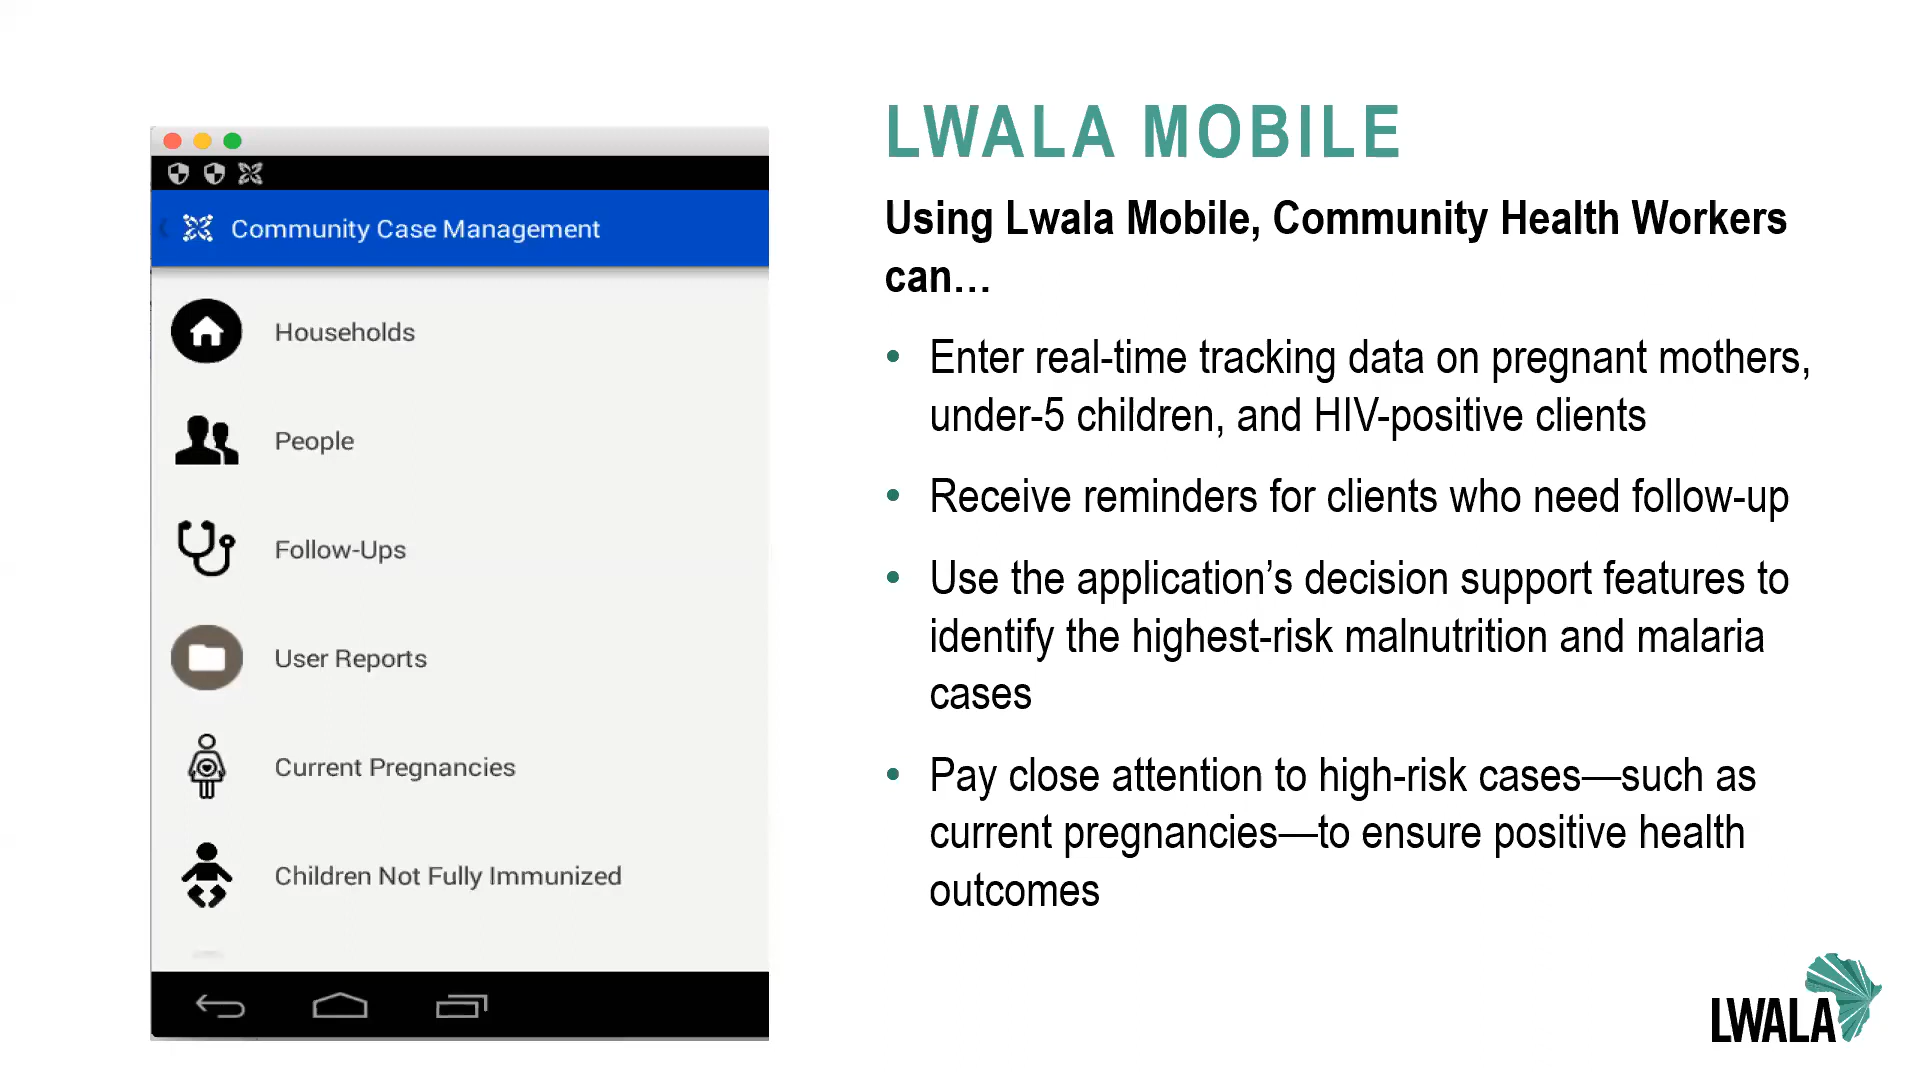 LWALA MOBILE
Using Lwala Mobile, Community Health Workers
can…
• Enter real-time tracking data on pregnant mothers,
under-5 children, and HIV-positive clients
• Receive reminders for clients who need follow-up
• Use the application’s decision support features to
identify the highest-risk malnutrition and malaria
cases
• Pay close attention to high-risk cases—such as
current pregnancies—to ensure positive health
outcomes
Community Case Management
Households
People
Follow-Ups
User Reports
Current Pregnancies
Children Not Fully Immunized
LWALA